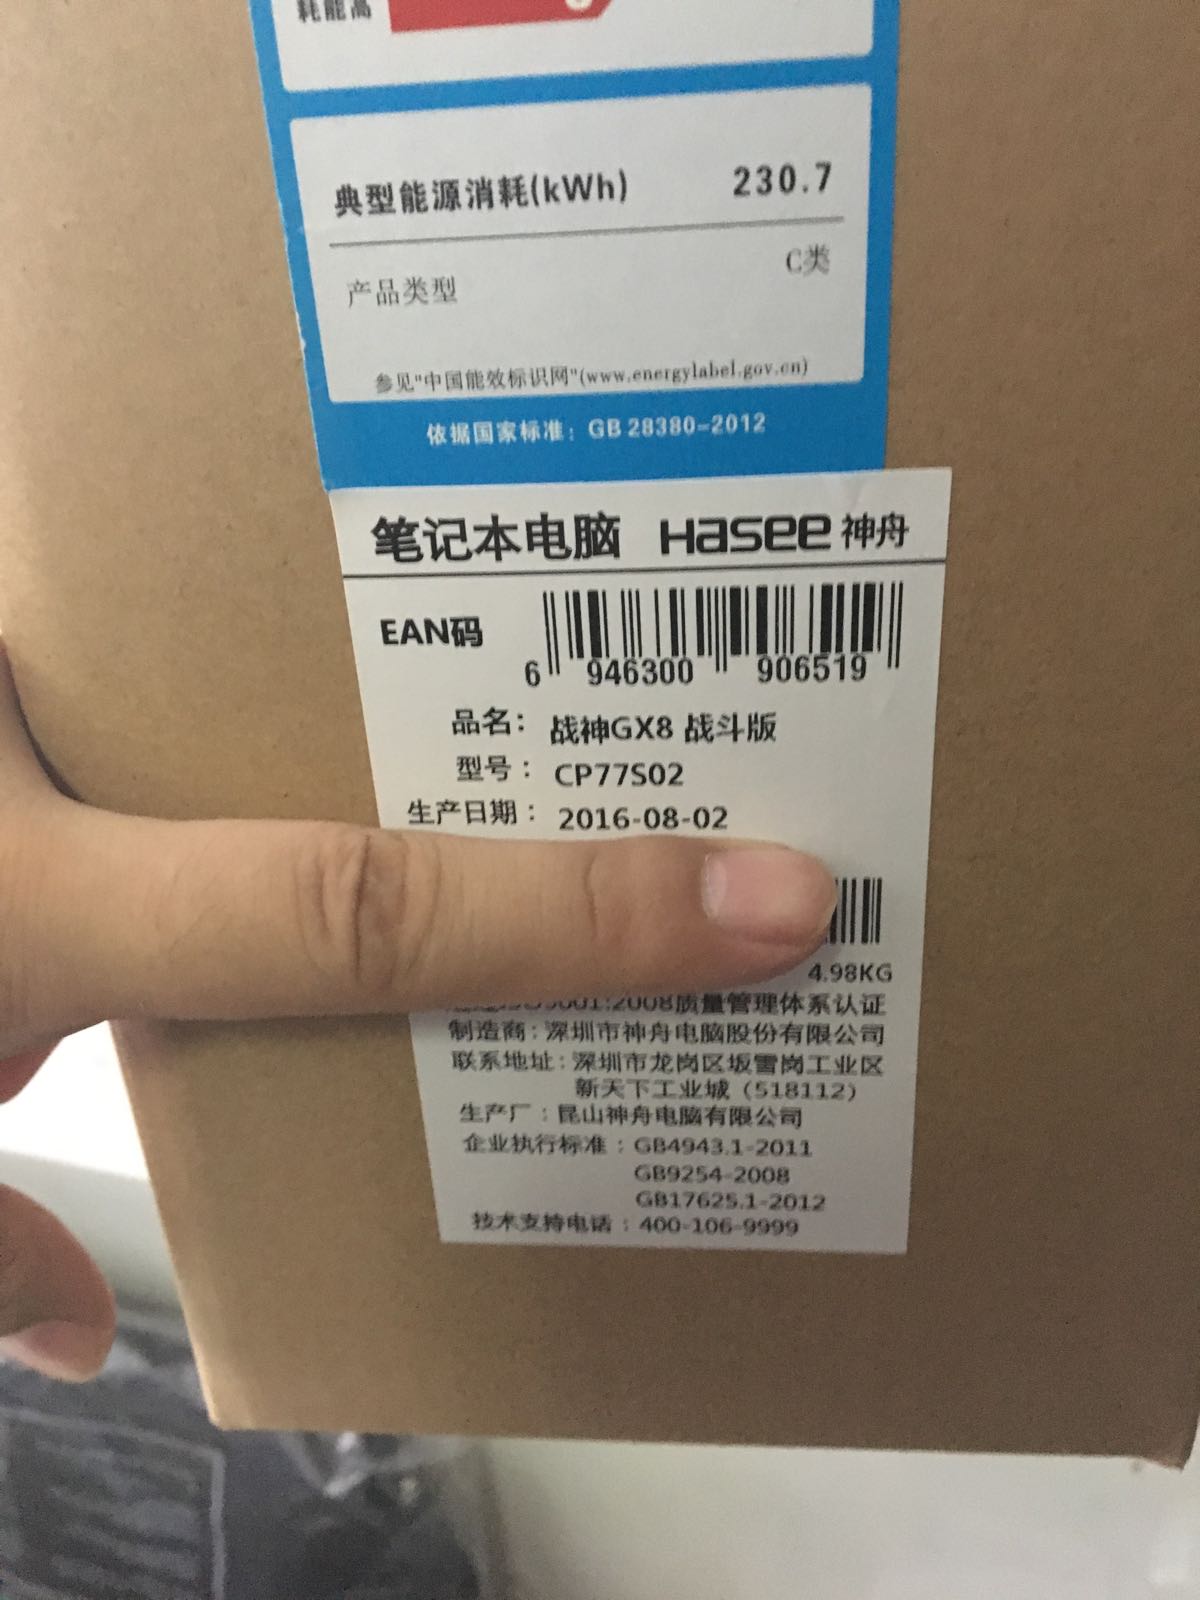 耗能高
典型能源消耗(kWh) 230.7
产品类型 C类
参见"中国能效标识网"(www.energylabel.gov.cn)
依据国家标准：GB 28380-2012
笔记本电脑 Hasee 神舟
EAN码
6 946300 906519
品名：战神GX8 战斗版
型号：CP77S02
生产日期：2016-08-02
4.98KG
9001:2008质量管理体系认证
制造商：深圳市神舟电脑股份有限公司
联系地址：深圳市龙岗区坂雪岗工业区
新天下工业城（518112）
生产厂：昆山神舟电脑有限公司
企业执行标准：GB4943.1-2011
GB9254-2008
GB17625.1-2012
技术支持电话：400-106-9999